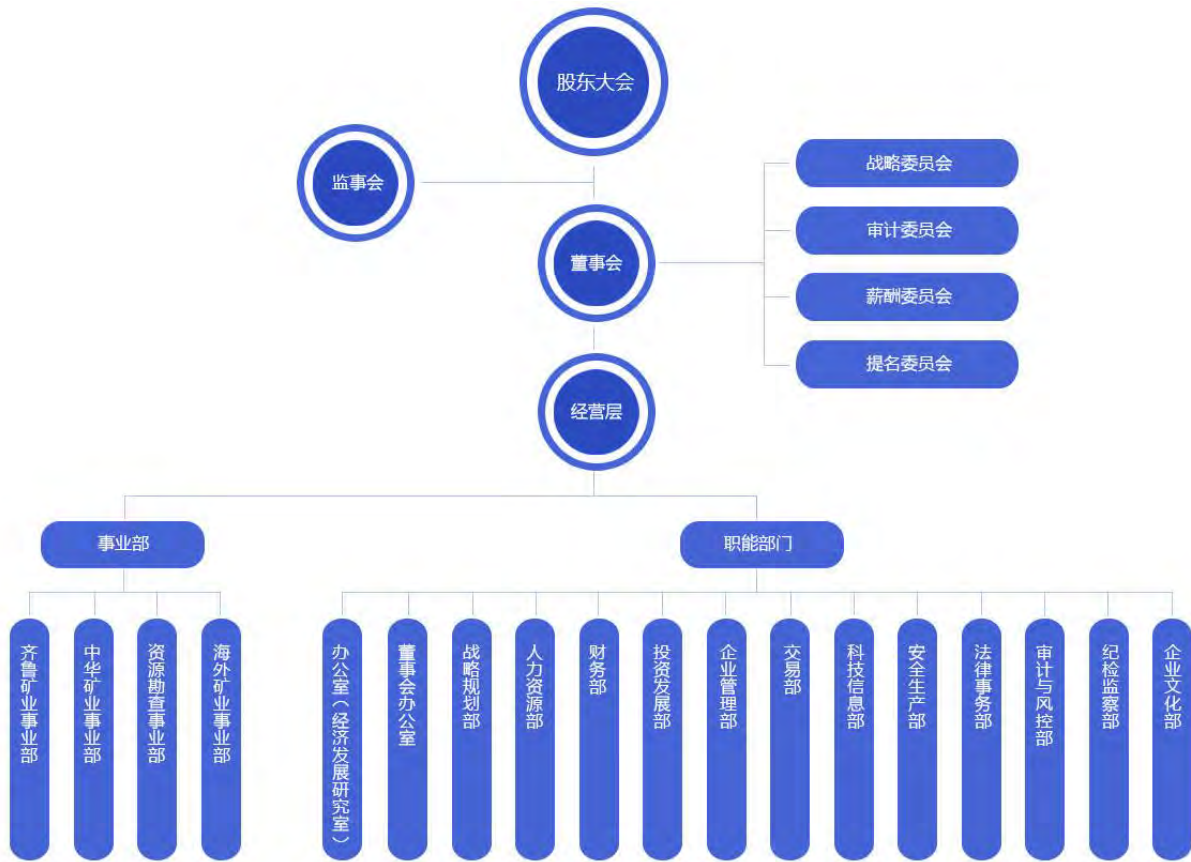 股东大会
监事会
战略委员会
审计委员会
董事会
薪酬委员会
提名委员会
经营层
事业部
职能部门
齐鲁矿业事业部
中华矿业事业部
资源勘查事业部
海外矿业事业部
办公室（经济发展研究室）
董事会办公室
战略规划部
人力资源部
财务部
投资发展部
企业管理部
交易部
科技信息部
安全生产部
法律事务部
审计与风控部
纪检监察部
企业文化部